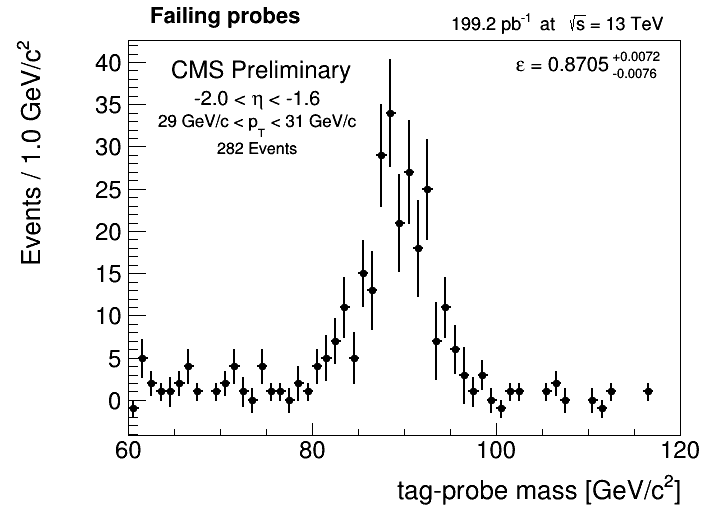 Failing probes
199.2 pb⁻¹ at √s = 13 TeV
CMS Preliminary
-2.0 < η < -1.6
29 GeV/c < p_T < 31 GeV/c
282 Events
ε = 0.8705 +0.0072 -0.0076
Events / 1.0 GeV/c²
40
35
30
25
20
15
10
5
0
60 80 100 120
tag-probe mass [GeV/c²]